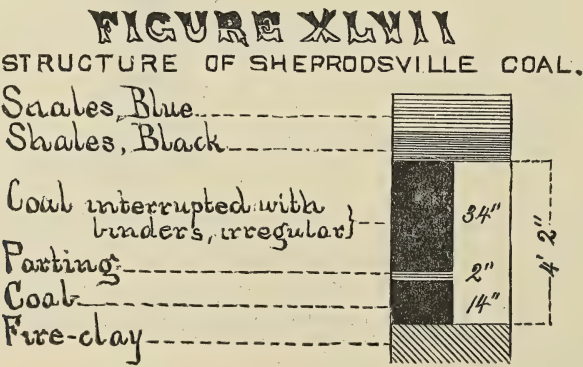 FIGURE XLVII
STRUCTURE OF SHEPRODSVILLE COAL.
Shales, Blue
Shales, Black
Coal interrupted with
binders, irregular}
34"
Parting
2"
Coal
14"
Fire-clay
4' 2"